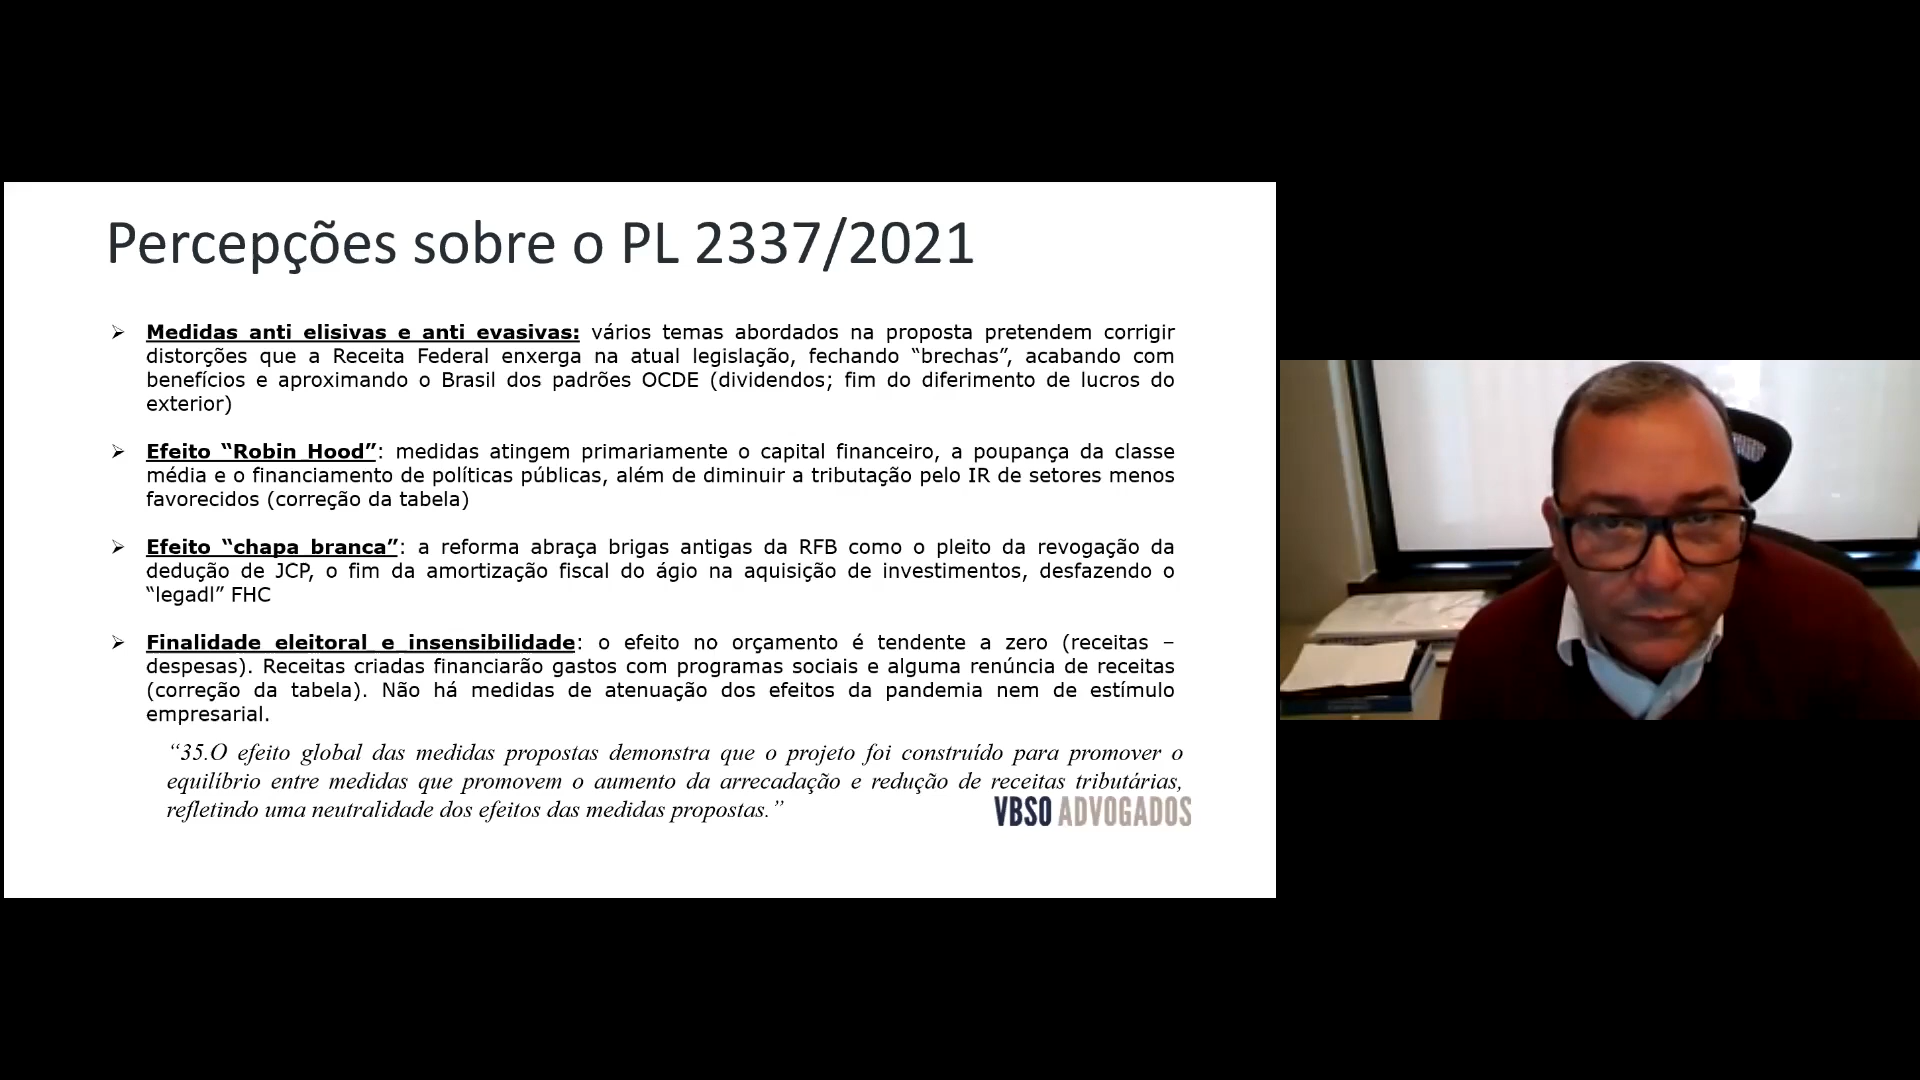 Percepções sobre o PL 2337/2021
➢ Medidas anti elisivas e anti evasivas: vários temas abordados na proposta pretendem corrigir
distorções que a Receita Federal enxerga na atual legislação, fechando “brechas”, acabando com
benefícios e aproximando o Brasil dos padrões OCDE (dividendos; fim do diferimento de lucros do
exterior)
➢ Efeito “Robin Hood”: medidas atingem primariamente o capital financeiro, a poupança da classe
média e o financiamento de políticas públicas, além de diminuir a tributação pelo IR de setores menos
favorecidos (correção da tabela)
➢ Efeito “chapa branca”: a reforma abraça brigas antigas da RFB como o pleito da revogação da
dedução de JCP, o fim da amortização fiscal do ágio na aquisição de investimentos, desfazendo o
“legadl” FHC
➢ Finalidade eleitoral e insensibilidade: o efeito no orçamento é tendente a zero (receitas –
despesas). Receitas criadas financiarão gastos com programas sociais e alguma renúncia de receitas
(correção da tabela). Não há medidas de atenuação dos efeitos da pandemia nem de estímulo
empresarial.
“35.O efeito global das medidas propostas demonstra que o projeto foi construído para promover o
equilíbrio entre medidas que promovem o aumento da arrecadação e redução de receitas tributárias,
refletindo uma neutralidade dos efeitos das medidas propostas.”
VBSO ADVOGADOS